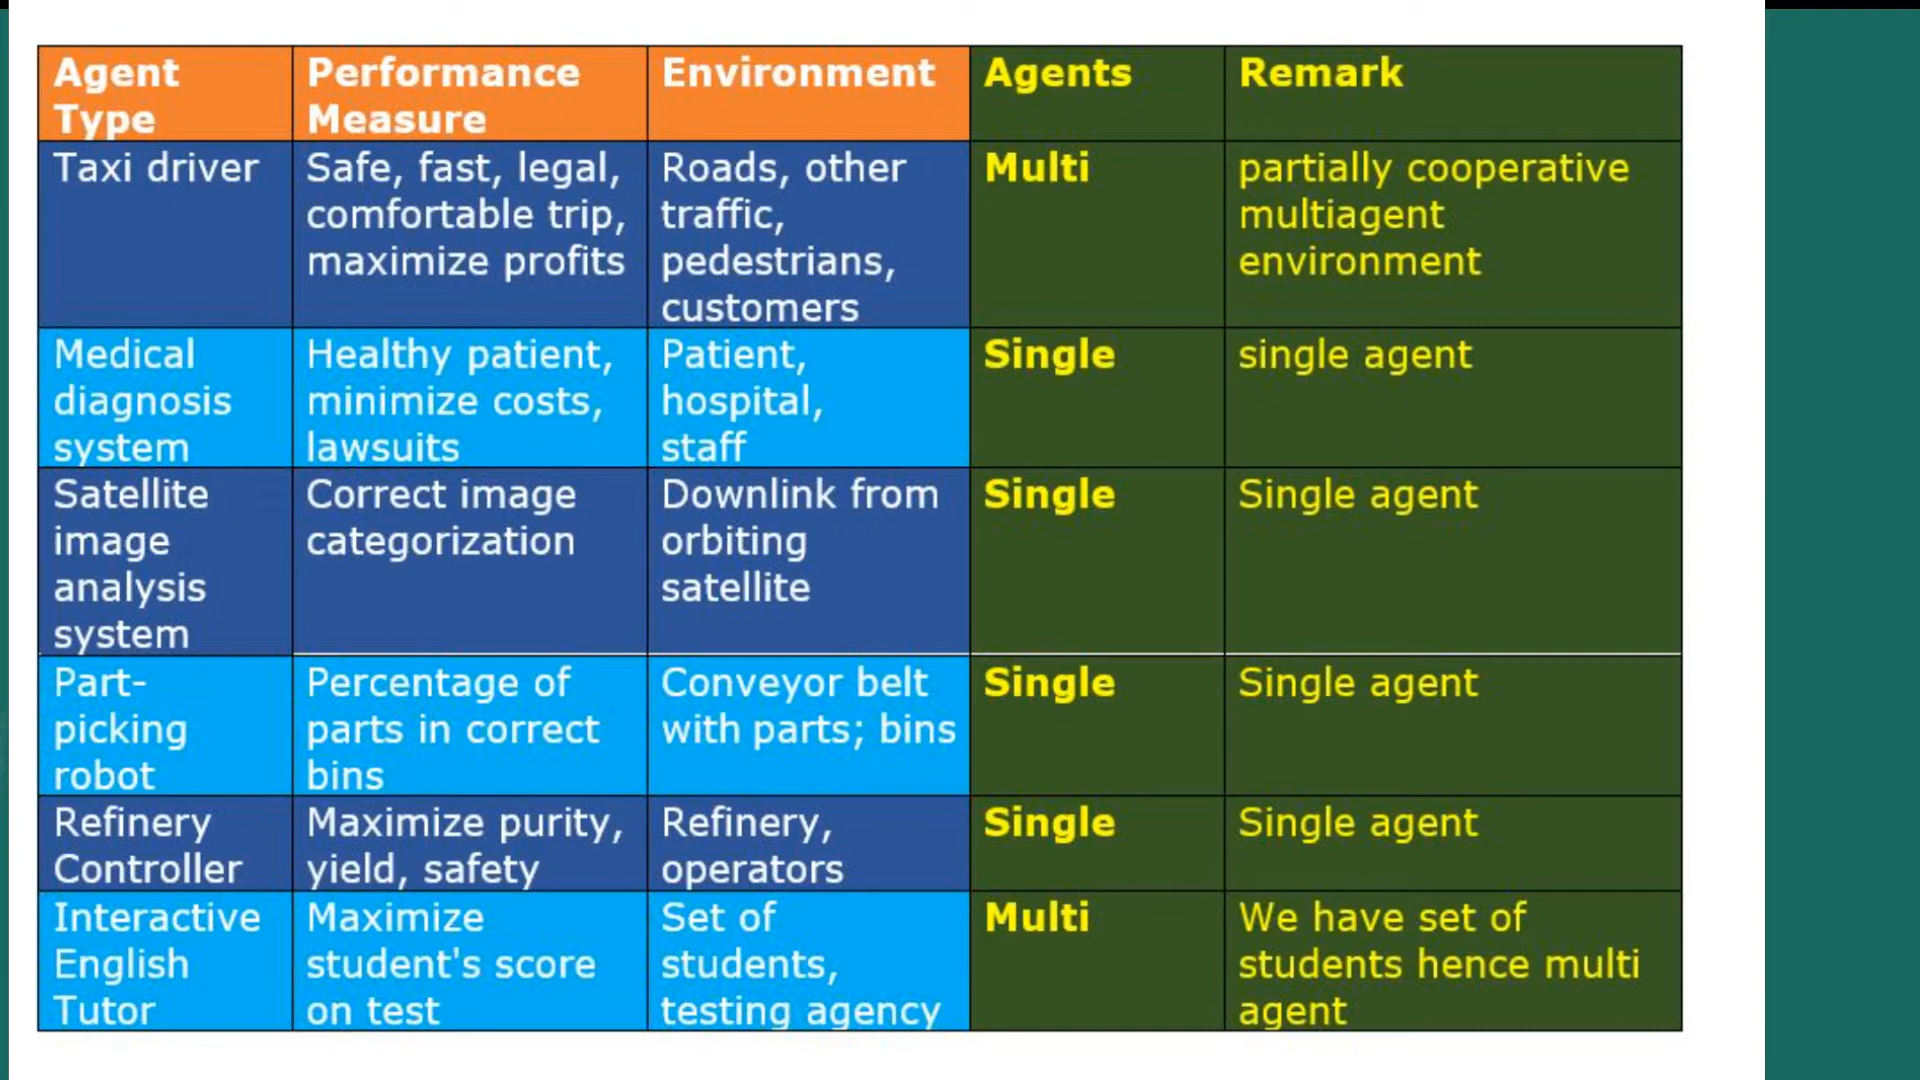 Agent Type
Performance Measure
Environment
Agents
Remark
Taxi driver
Safe, fast, legal,
comfortable trip,
maximize profits
Roads, other
traffic,
pedestrians,
customers
Multi
partially cooperative
multiagent
environment
Medical
diagnosis
system
Healthy patient,
minimize costs,
lawsuits
Patient,
hospital,
staff
Single
single agent
Satellite
image
analysis
system
Correct image
categorization
Downlink from
orbiting
satellite
Single
Single agent
Part-
picking
robot
Percentage of
parts in correct
bins
Conveyor belt
with parts; bins
Single
Single agent
Refinery
Controller
Maximize purity,
yield, safety
Refinery,
operators
Single
Single agent
Interactive
English
Tutor
Maximize
student's score
on test
Set of
students,
testing agency
Multi
We have set of
students hence multi
agent